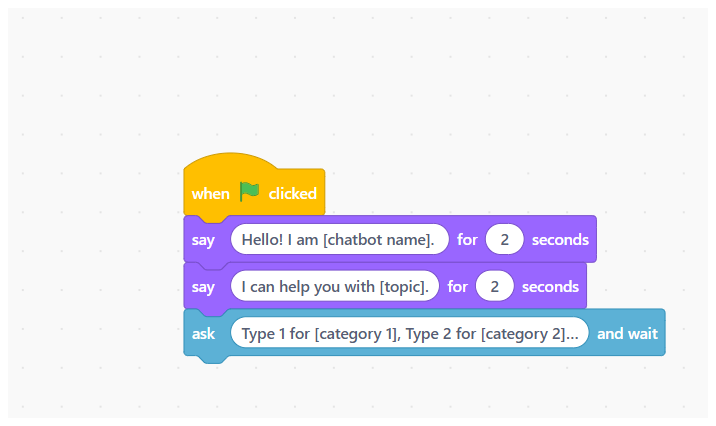 when clicked
say Hello! I am [chatbot name]. for 2 seconds
say I can help you with [topic]. for 2 seconds
ask Type 1 for [category 1], Type 2 for [category 2]... and wait